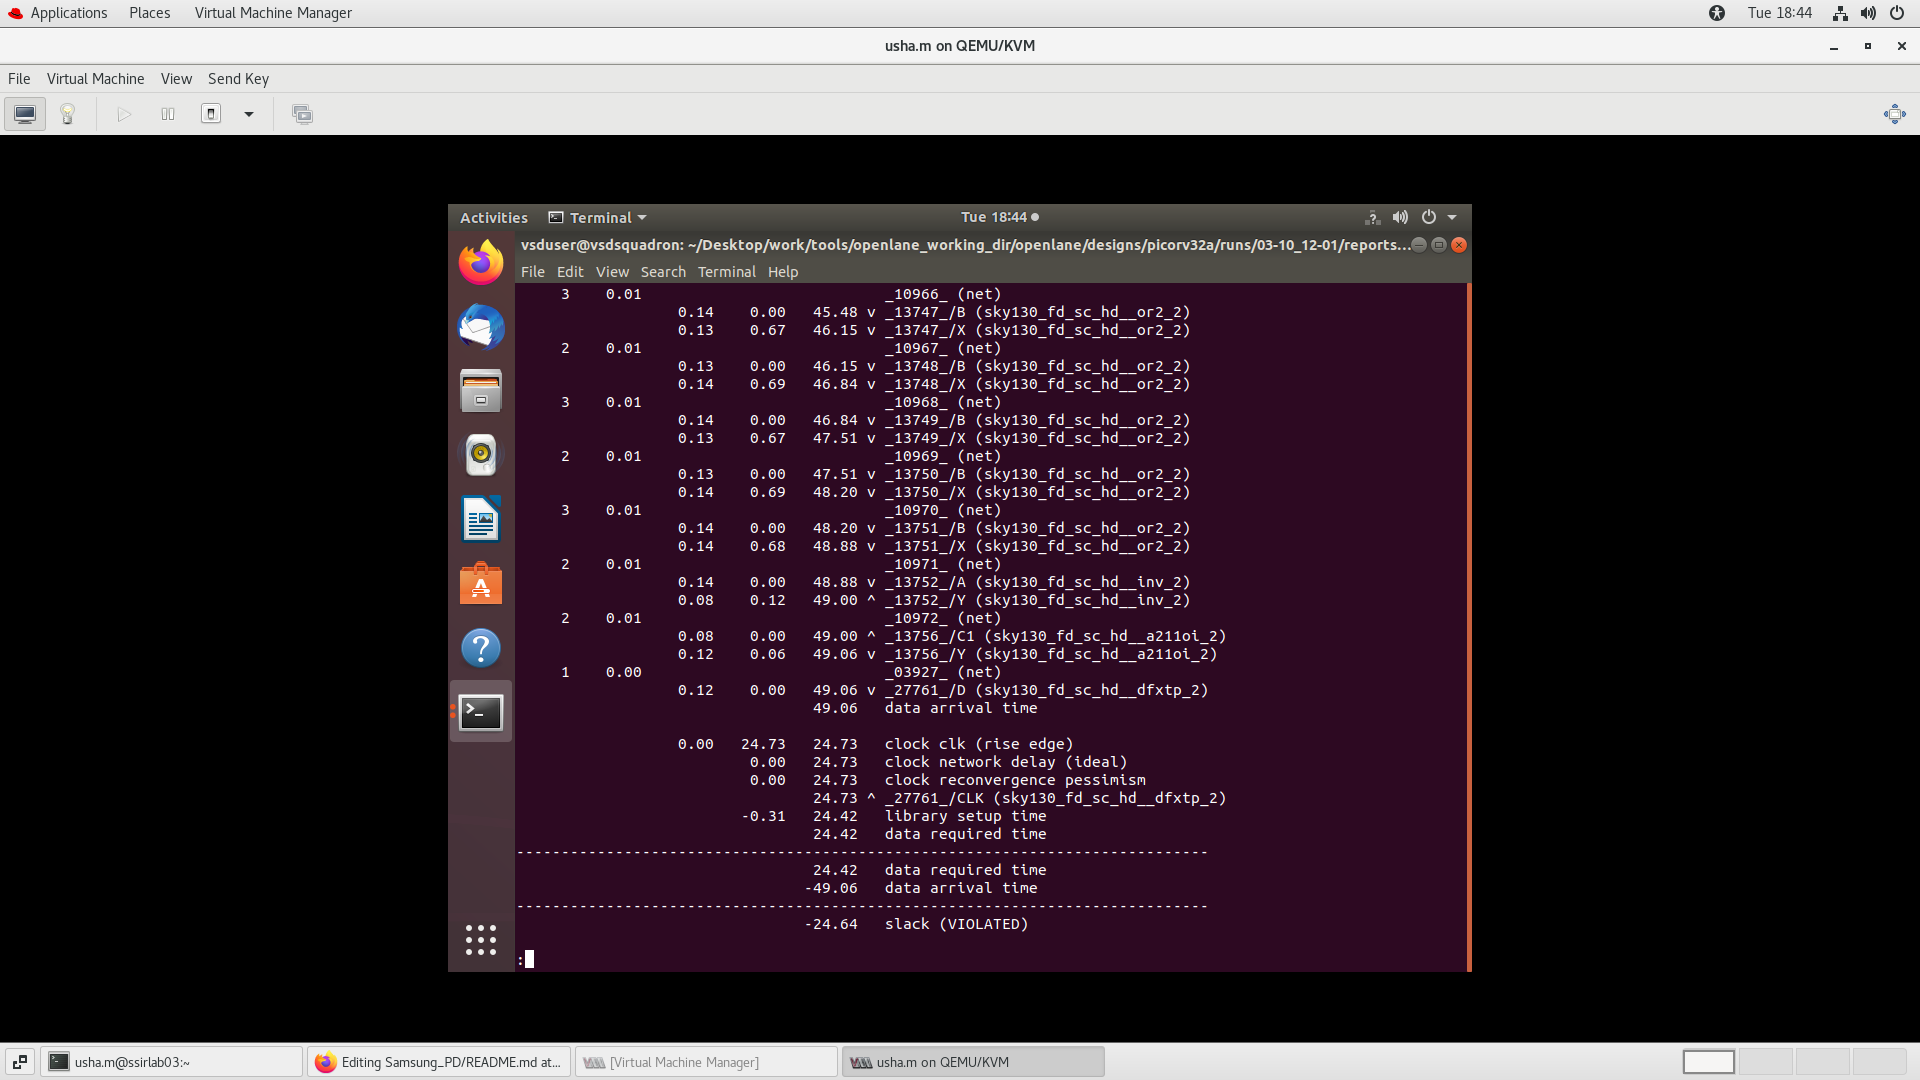 Applications Places Virtual Machine Manager Tue 18:44
usha.m on QEMU/KVM
File Virtual Machine View Send Key
Activities Terminal Tue 18:44
vsduser@vsdsquadron: ~/Desktop/work/tools/openlane_working_dir/openlane/designs/picorv32a/runs/03-10_12-01/reports...
File Edit View Search Terminal Help
3 0.01 _10966_ (net)
0.14 0.00 45.48 v _13747_/B (sky130_fd_sc_hd__or2_2)
0.13 0.67 46.15 v _13747_/X (sky130_fd_sc_hd__or2_2)
2 0.01 _10967_ (net)
0.13 0.00 46.15 v _13748_/B (sky130_fd_sc_hd__or2_2)
0.14 0.69 46.84 v _13748_/X (sky130_fd_sc_hd__or2_2)
3 0.01 _10968_ (net)
0.14 0.00 46.84 v _13749_/B (sky130_fd_sc_hd__or2_2)
0.13 0.67 47.51 v _13749_/X (sky130_fd_sc_hd__or2_2)
2 0.01 _10969_ (net)
0.13 0.00 47.51 v _13750_/B (sky130_fd_sc_hd__or2_2)
0.14 0.69 48.20 v _13750_/X (sky130_fd_sc_hd__or2_2)
3 0.01 _10970_ (net)
0.14 0.00 48.20 v _13751_/B (sky130_fd_sc_hd__or2_2)
0.14 0.68 48.88 v _13751_/X (sky130_fd_sc_hd__or2_2)
2 0.01 _10971_ (net)
0.14 0.00 48.88 v _13752_/A (sky130_fd_sc_hd__inv_2)
0.08 0.12 49.00 ^ _13752_/Y (sky130_fd_sc_hd__inv_2)
2 0.01 _10972_ (net)
0.08 0.00 49.00 ^ _13756_/C1 (sky130_fd_sc_hd__a211oi_2)
0.12 0.06 49.06 v _13756_/Y (sky130_fd_sc_hd__a211oi_2)
1 0.00 _03927_ (net)
0.12 0.00 49.06 v _27761_/D (sky130_fd_sc_hd__dfxtp_2)
49.06 data arrival time
0.00 24.73 24.73 clock clk (rise edge)
0.00 24.73 clock network delay (ideal)
0.00 24.73 clock reconvergence pessimism
24.73 ^ _27761_/CLK (sky130_fd_sc_hd__dfxtp_2)
-0.31 24.42 library setup time
24.42 data required time
-----------------------------------------------------------------------------
24.42 data required time
-49.06 data arrival time
-----------------------------------------------------------------------------
-24.64 slack (VIOLATED)
:
usha.m@ssirlab03:~ Editing Samsung_PD/README.md at... [Virtual Machine Manager] usha.m on QEMU/KVM